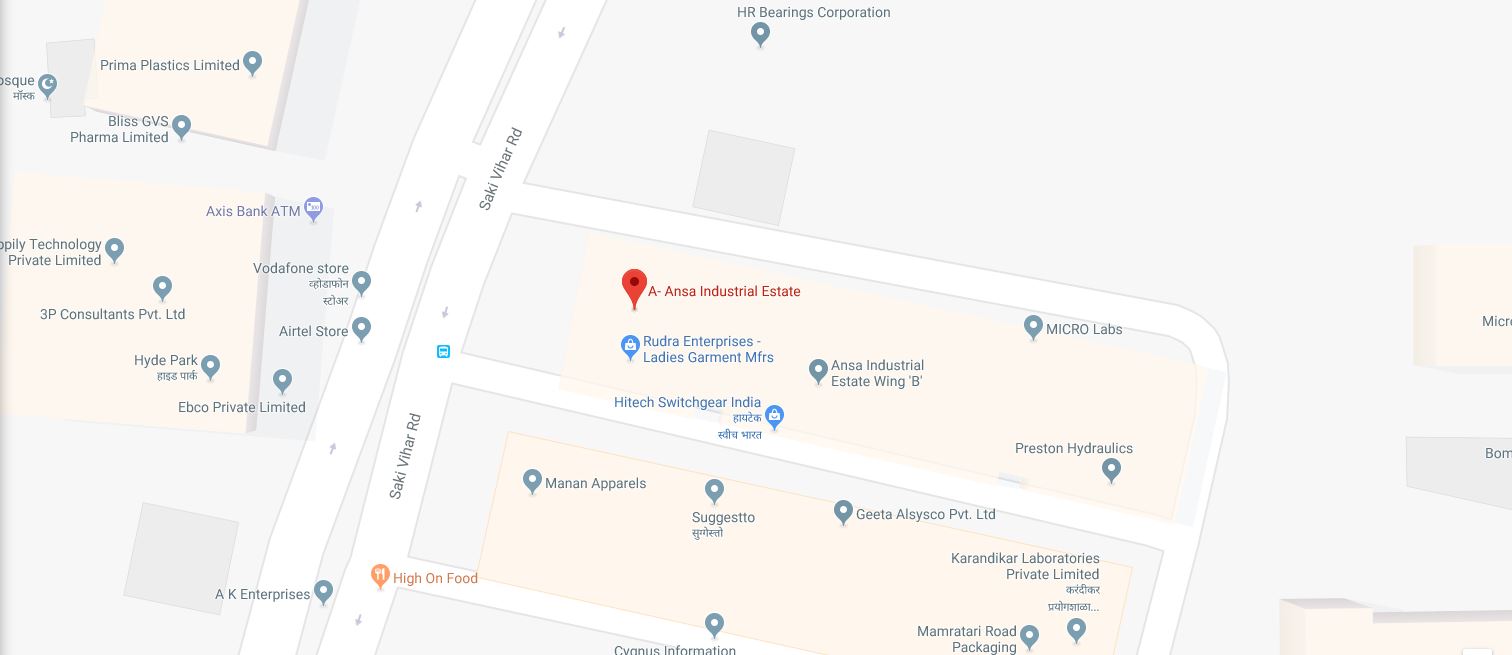 HR Bearings Corporation
Prima Plastics Limited
मॉस्क
Bliss GVS
Pharma Limited
Saki Vihar Rd
Axis Bank ATM
Technology
Private Limited
Vodafone store
व्होडाफोन
स्टोअर
A- Ansa Industrial Estate
3P Consultants Pvt. Ltd
Airtel Store
MICRO Labs
Rudra Enterprises -
Ladies Garment Mfrs
Hyde Park
हाइड पार्क
Ansa Industrial
Estate Wing 'B'
Ebco Private Limited
Hitech Switchgear India
हायटेक
स्वीच भारत
Saki Vihar Rd
Preston Hydraulics
Manan Apparels
Suggestto
सुग्गेस्तो
Geeta Alsysco Pvt. Ltd
Karandikar Laboratories
Private Limited
करंदीकर
प्रयोगशाळा...
High On Food
A K Enterprises
Mamratari Road
Packaging
Cygnus Information